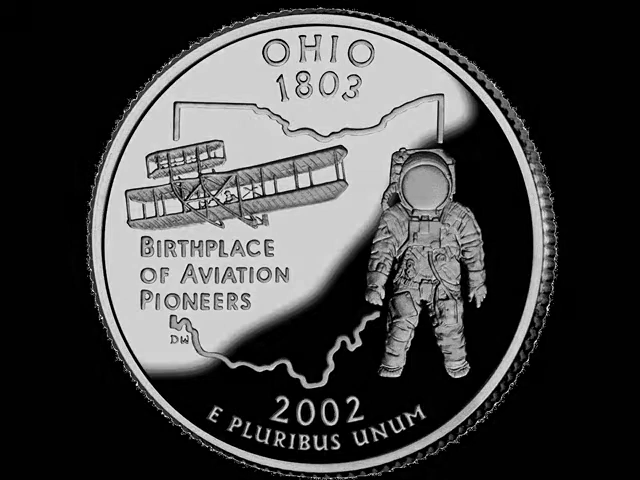 OHIO
1803
BIRTHPLACE
OF AVIATION
PIONEERS
DW
2002
E PLURIBUS UNUM